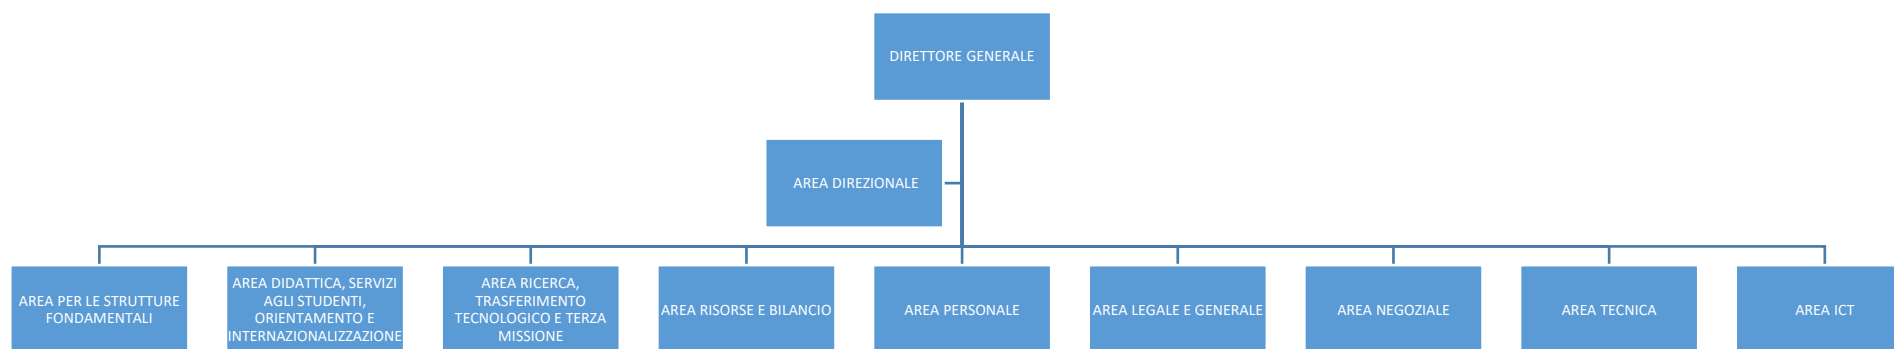 DIRETTORE GENERALE
AREA DIREZIONALE
AREA PER LE STRUTTURE
FONDAMENTALI
AREA DIDATTICA, SERVIZI
AGLI STUDENTI,
ORIENTAMENTO E
INTERNAZIONALIZZAZIONE
AREA RICERCA,
TRASFERIMENTO
TECNOLOGICO E TERZA
MISSIONE
AREA RISORSE E BILANCIO
AREA PERSONALE
AREA LEGALE E GENERALE
AREA NEGOZIALE
AREA TECNICA
AREA ICT